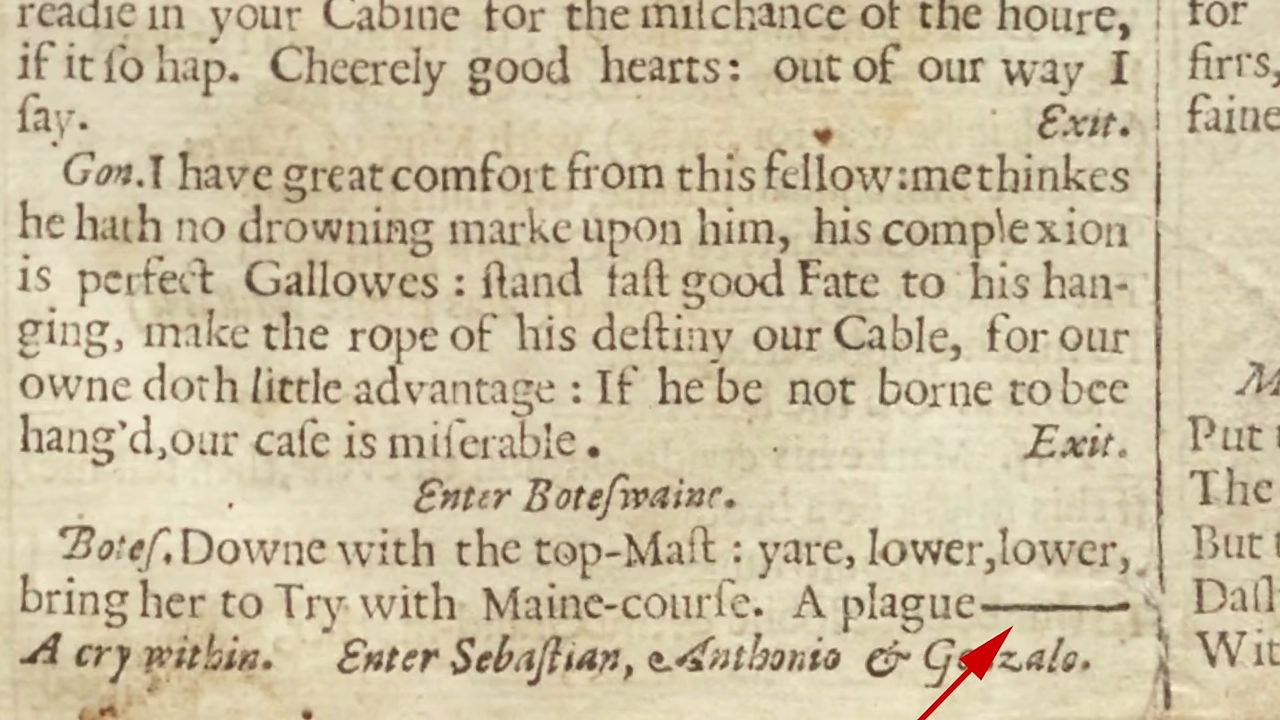 readie in your Cabine for the miſchance of the houre,
if it ſo hap. Cheerely good hearts: out of our way I
ſay. Exit.
Gon. I have great comfort from this fellow: methinkes
he hath no drowning marke upon him, his complexion
is perfect Gallowes : ſtand faſt good Fate to his han-
ging, make the rope of his deſtiny our Cable, for our
owne doth little advantage : If he be not borne to bee
hang'd, our caſe is miſerable. Exit.
Enter Boteſwaine.
Boteſ. Downe with the top-Maſt : yare, lower, lower,
bring her to Try with Maine-courſe. A plague———
A cry within. Enter Sebaſtian, Anthonio & Gonzalo.
for
firrs,
faine
M
Put
The
But
Daſh
Wit